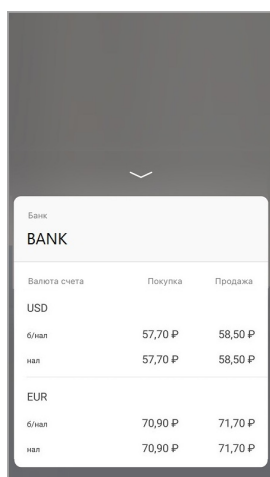 Банк
BANK
Валюта счета Покупка Продажа
USD
б/нал 57,70 ₽ 58,50 ₽
нал 57,70 ₽ 58,50 ₽
EUR
б/нал 70,90 ₽ 71,70 ₽
нал 70,90 ₽ 71,70 ₽